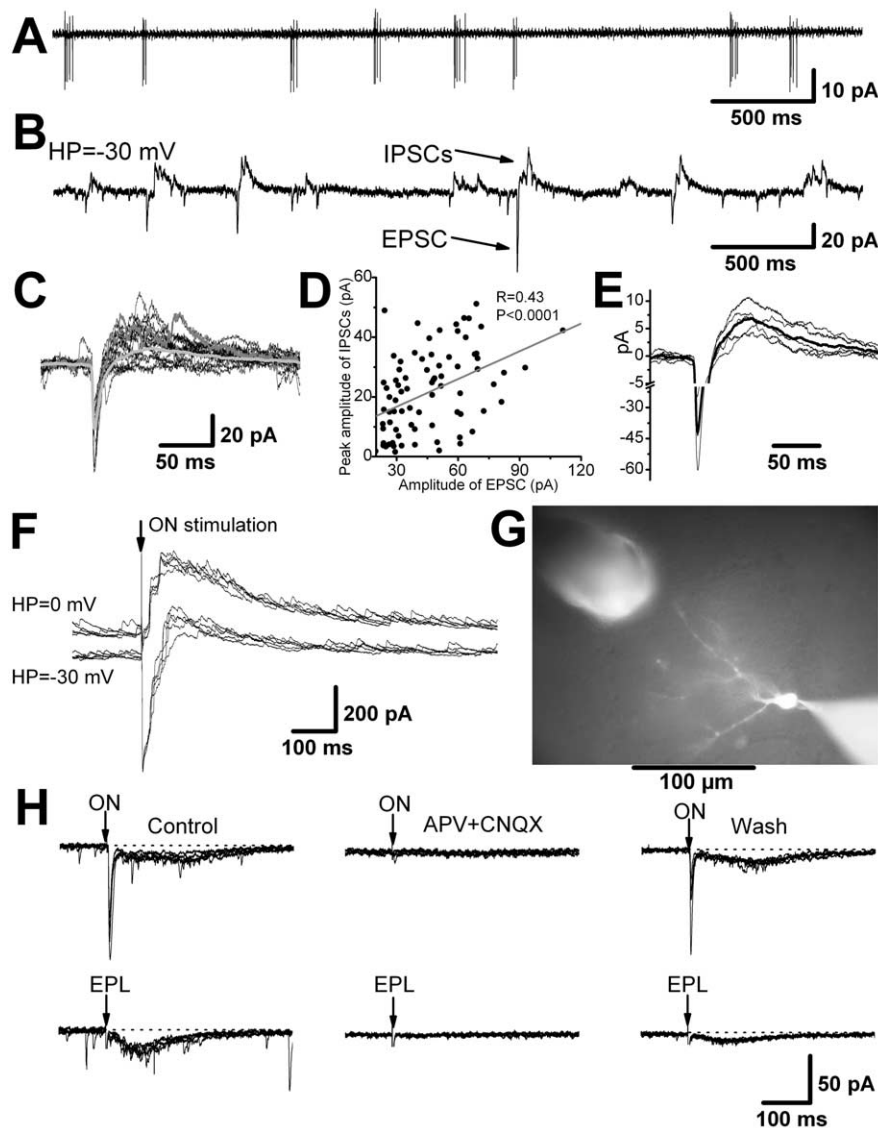 A
10 pA
500 ms
B
HP=-30 mV
IPSCs
EPSC
20 pA
500 ms
C
20 pA
50 ms
D
Peak amplitude of IPSCs (pA)
60
40
20
0
R=0.43
P<0.0001
30
60
90
120
Amplitude of EPSC (pA)
E
pA
10
5
0
-5
-30
-45
-60
50 ms
F
ON stimulation
HP=0 mV
HP=-30 mV
200 pA
100 ms
G
100 µm
H
ON
Control
ON
APV+CNQX
ON
Wash
EPL
EPL
EPL
50 pA
100 ms